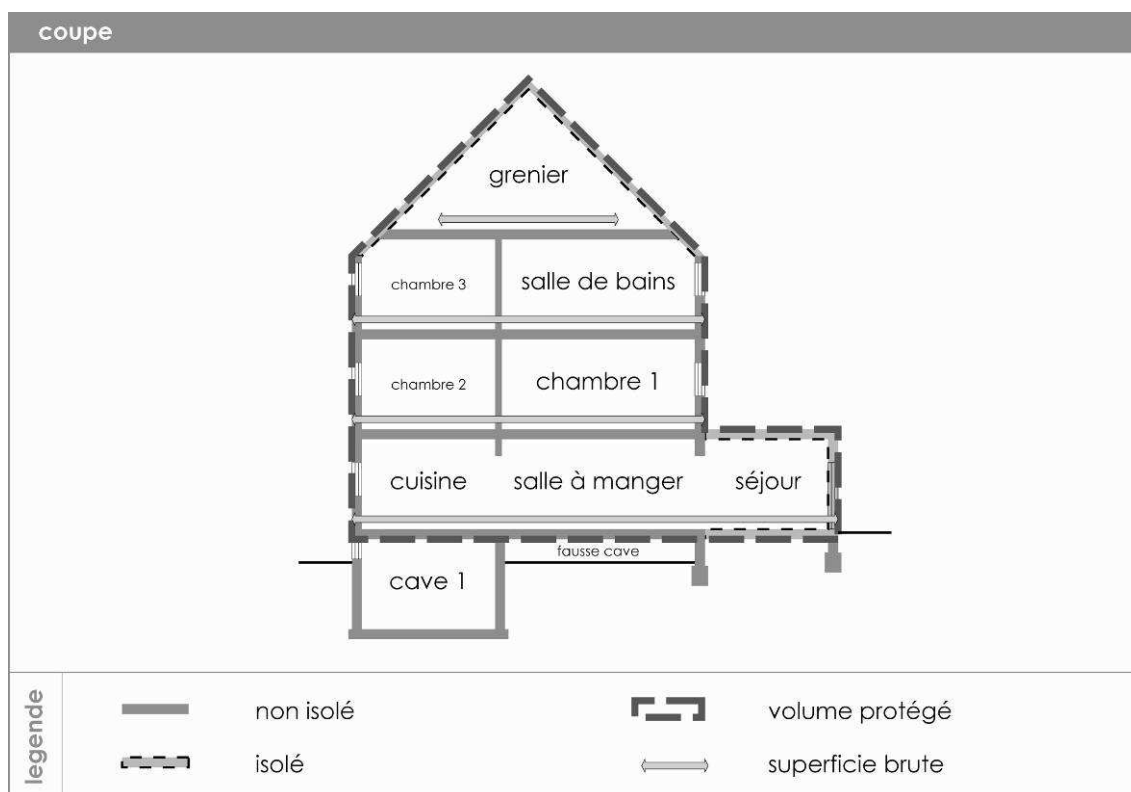 coupe
grenier
chambre 3 salle de bains
chambre 2 chambre 1
cuisine salle à manger séjour
fausse cave
cave 1
legende
non isolé volume protégé
isolé superficie brute